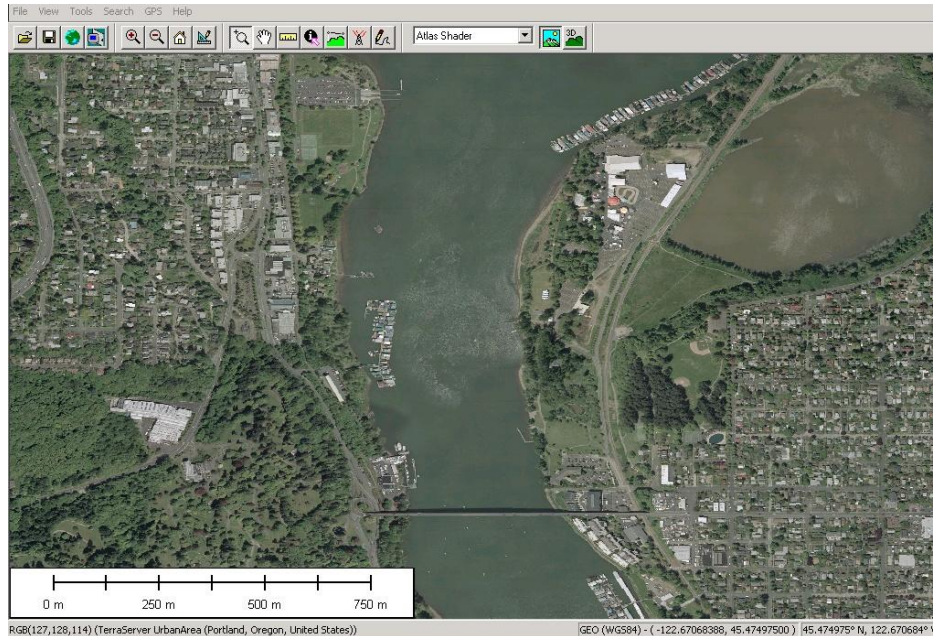 File View Tools Search GPS Help
Atlas Shader
3D
0 m 250 m 500 m 750 m
RGB(127,128,114) (TerraServer UrbanArea (Portland, Oregon, United States))
GEO (WGS84) - ( -122.67068388, 45.47497500 ) 45.474975° N, 122.670684° W